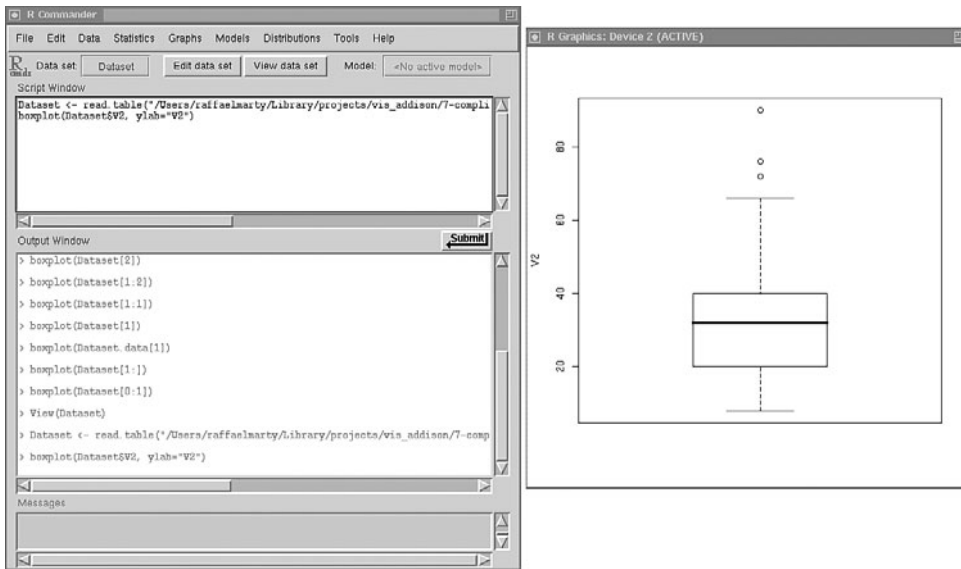 R Commander
File Edit Data Statistics Graphs Models Distributions Tools Help
R Data set: Dataset Edit data set View data set Model: <No active model>
Script Window
Dataset <- read.table("/Users/raffaelmarty/Library/projects/vis_addison/7-compli
boxplot(Dataset$V2, ylab="V2")
Output Window
Submit
> boxplot(Dataset[2])
> boxplot(Dataset[1:2])
> boxplot(Dataset[1:1])
> boxplot(Dataset[1])
> boxplot(Dataset.data[1])
> boxplot(Dataset[1:])
> boxplot(Dataset[0:1])
> View(Dataset)
> Dataset <- read.table("/Users/raffaelmarty/Library/projects/vis_addison/7-comp
> boxplot(Dataset$V2, ylab="V2")
Messages
R Graphics: Device 2 (ACTIVE)
80
60
40
20
V2